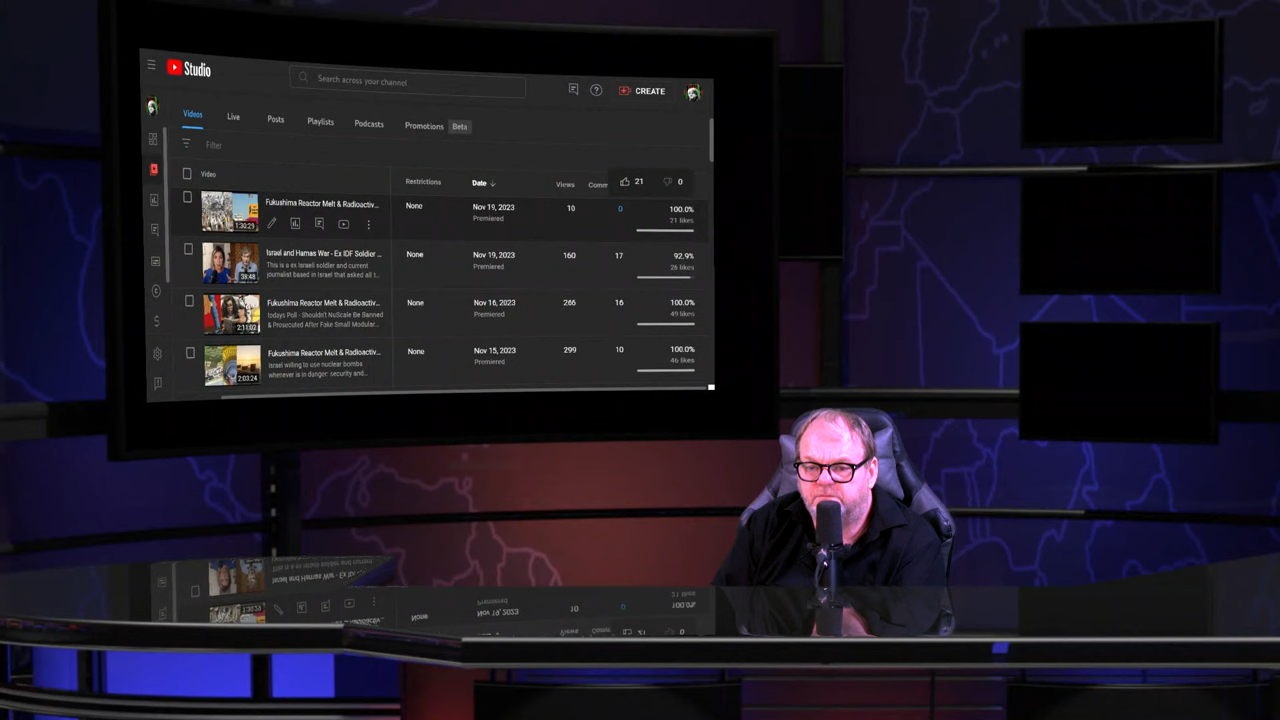 Studio
Search across your channel
CREATE
Videos Live Posts Playlists Podcasts Promotions Beta
Filter
Video Restrictions Date Views Comm 21 0
Fukushima Reactor Melt & Radioactiv... None Nov 19, 2023 10 0 100.0%
1:30:29 Premiered 21 likes
Israel and Hamas War - Ex IDF Soldier ... None Nov 19, 2023 160 17 92.9%
This is a ex Israeli soldier and current Premiered 26 likes
journalist based in Israel that asked all t...
38:48
Fukushima Reactor Melt & Radioactiv... None Nov 16, 2023 266 16 100.0%
todays Poll - Shouldn't NuScale Be Banned Premiered 49 likes
& Prosecuted After Fake Small Modular...
2:11:02
Fukushima Reactor Melt & Radioactiv... None Nov 15, 2023 299 10 100.0%
Israel willing to use nuclear bombs Premiered 46 likes
whenever is in danger: security and...
2:03:24